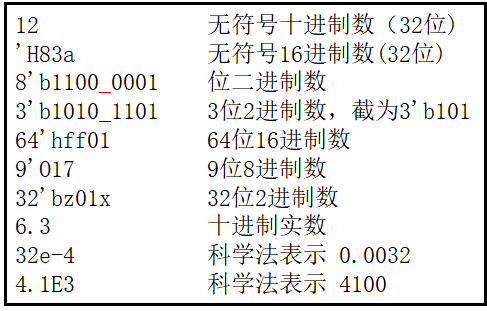 12 无符号十进制数（32位）
'H83a 无符号16进制数(32位)
8'b1100_0001 位二进制数
3'b1010_1101 3位2进制数，截为3'b101
64'hff01 64位16进制数
9'O17 9位8进制数
32'bz01x 32位2进制数
6.3 十进制实数
32e-4 科学法表示 0.0032
4.1E3 科学法表示 4100